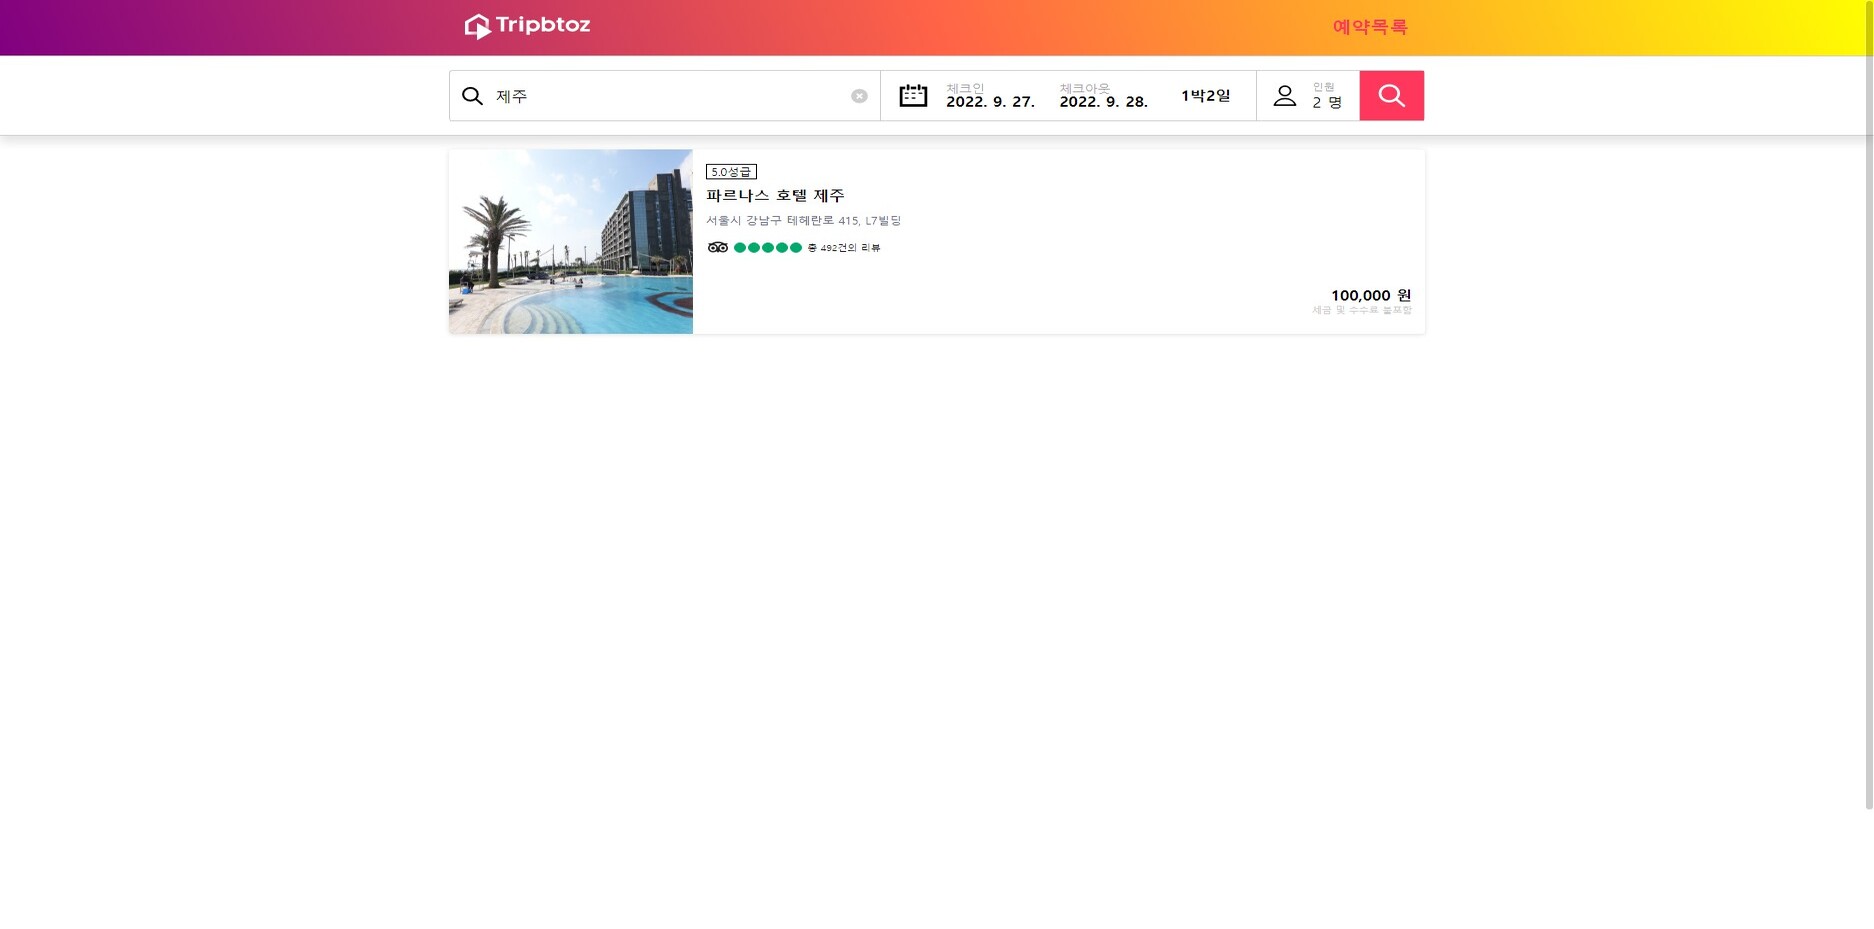 Tripbtoz
예약목록
제주
체크인
2022. 9. 27.
체크아웃
2022. 9. 28.
1박2일
인원
2 명
5.0성급
파르나스 호텔 제주
서울시 강남구 테헤란로 415, L7빌딩
총 492건의 리뷰
100,000 원
세금 및 수수료 불포함